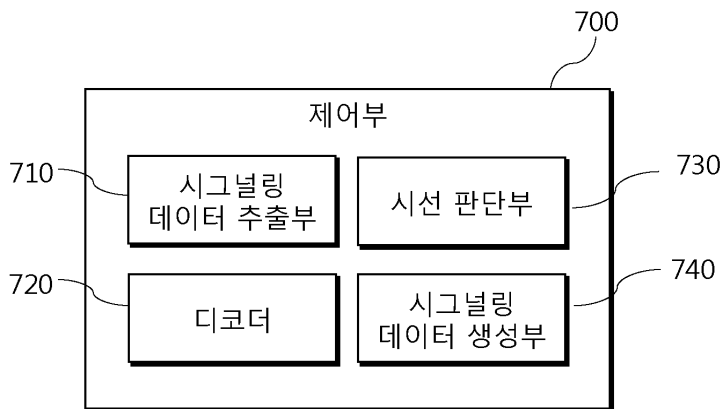 700
제어부
710
시그널링
데이터 추출부
시선 판단부
730
720
디코더
시그널링
데이터 생성부
740